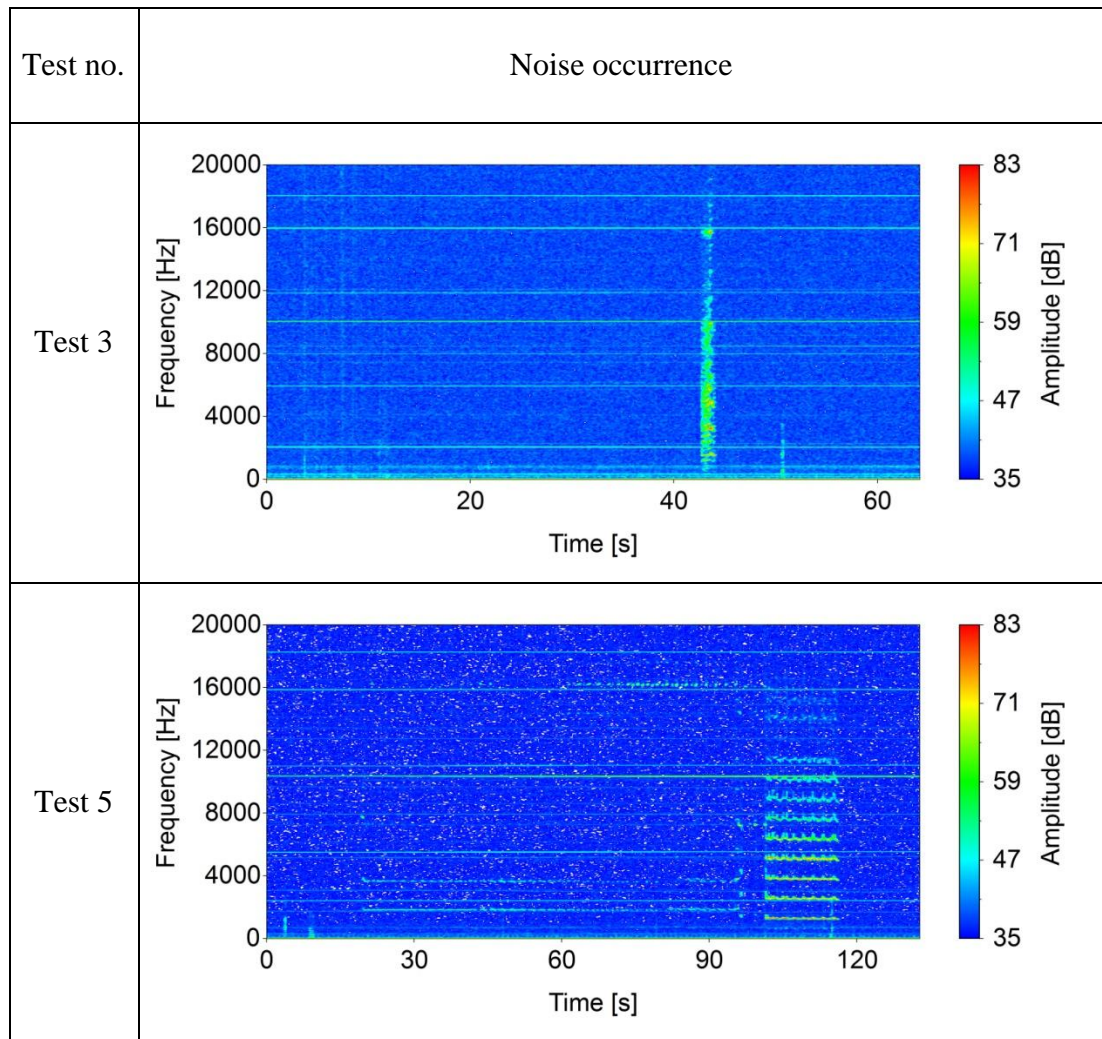 Test no. Noise occurrence
Test 3
20000
16000
12000
8000
4000
0
Frequency [Hz]
0 20 40 60
Time [s]
83
71
59
47
35
Amplitude [dB]
Test 5
20000
16000
12000
8000
4000
0
Frequency [Hz]
0 30 60 90 120
Time [s]
83
71
59
47
35
Amplitude [dB]